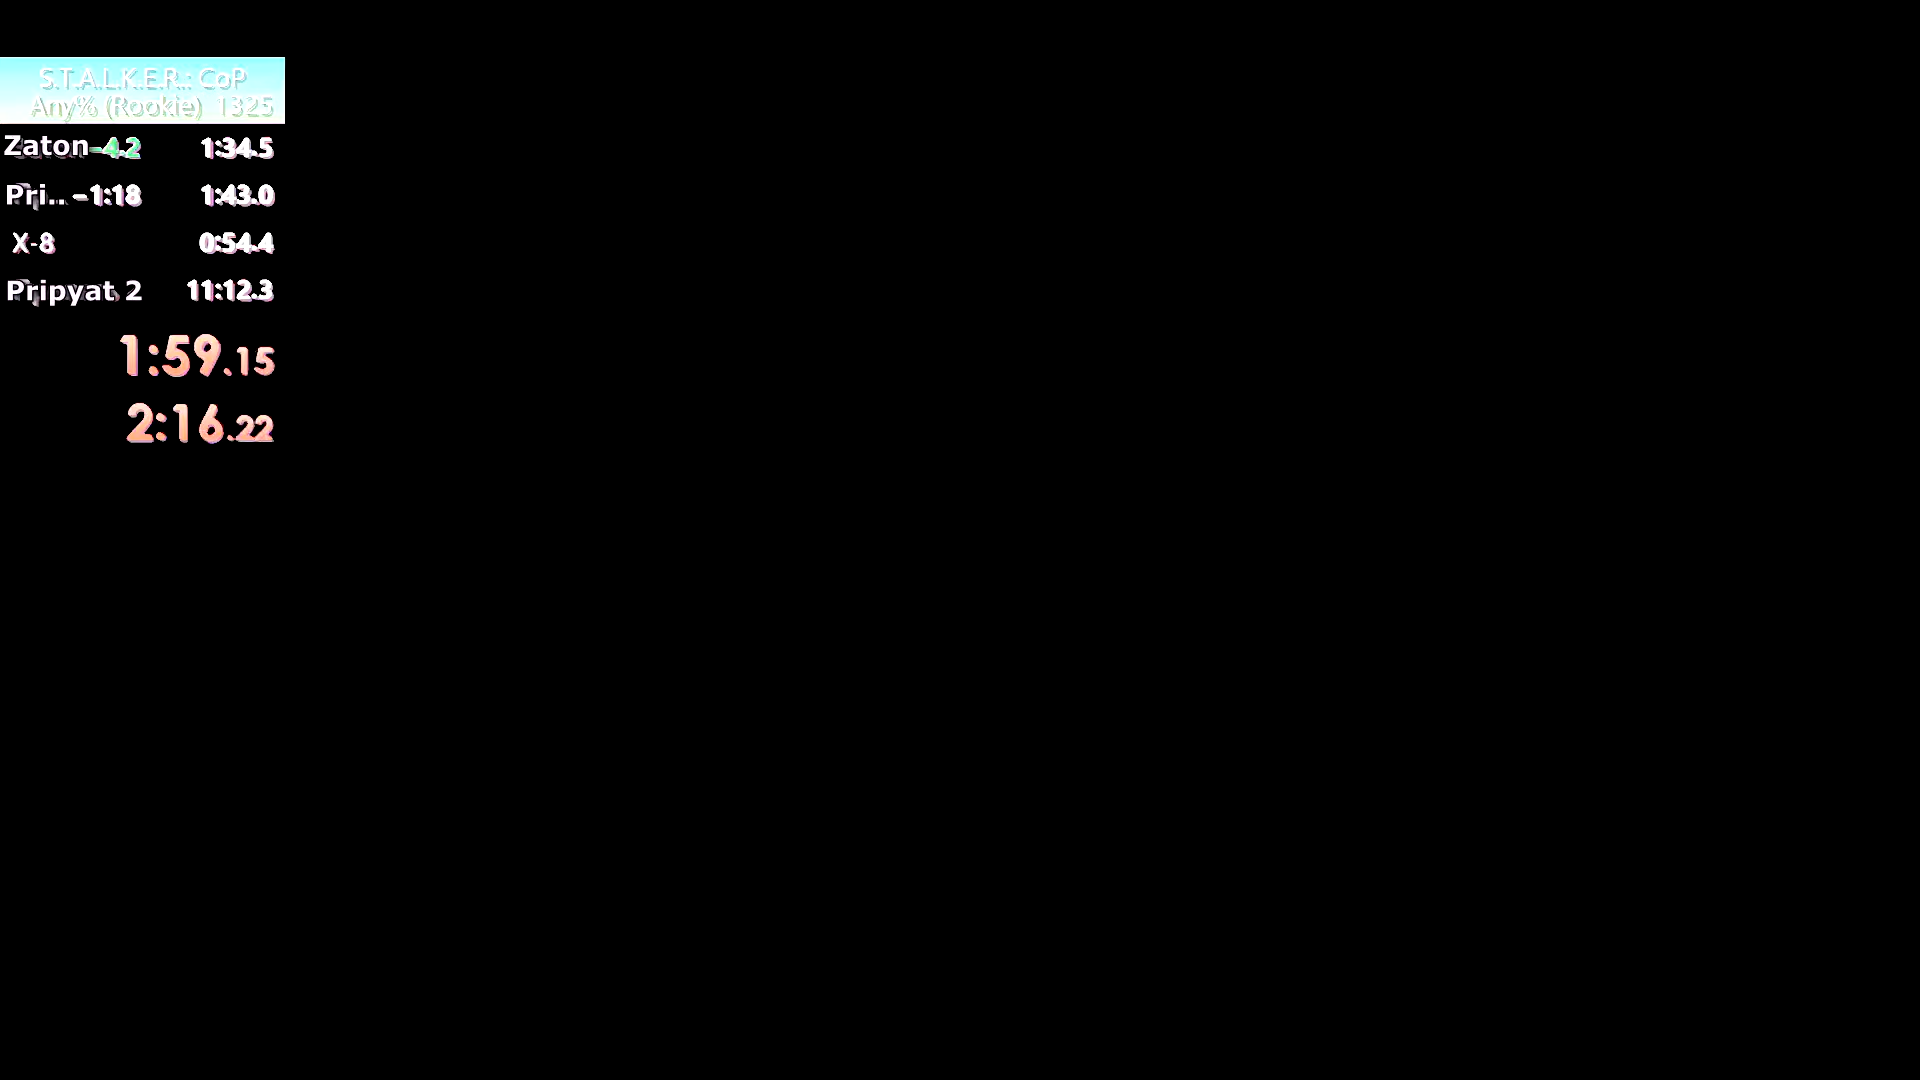 S.T.A.L.K.E.R.: CoP
Any% (Rookie) 1325
Zaton -4.2 1:34.5
Pri... -1:18 1:43.0
X-8 0:54.4
Pripyat 2 11:12.3
1:59.15
2:16.22